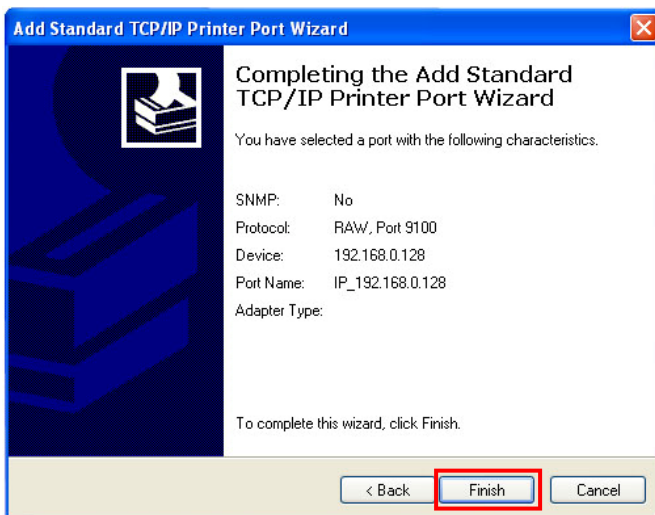 Add Standard TCP/IP Printer Port Wizard
Completing the Add Standard
TCP/IP Printer Port Wizard
You have selected a port with the following characteristics.
SNMP: No
Protocol: RAW, Port 9100
Device: 192.168.0.128
Port Name: IP_192.168.0.128
Adapter Type:
To complete this wizard, click Finish.
< Back Finish Cancel